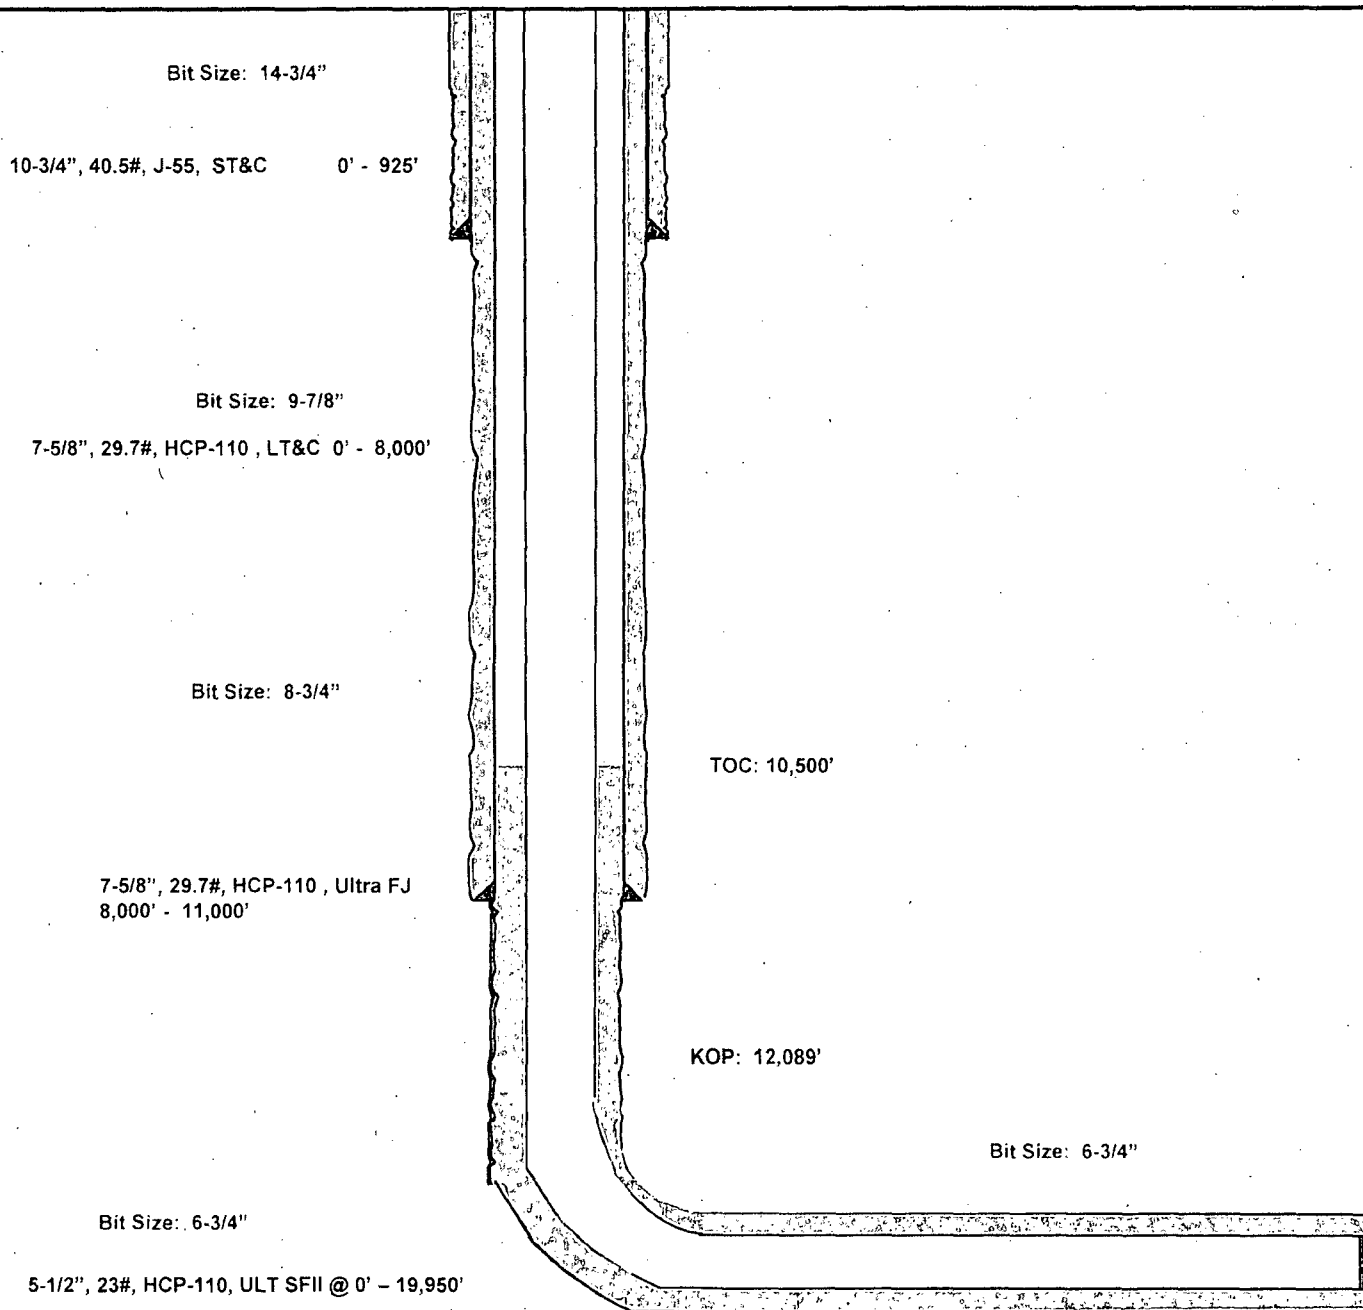 Bit Size: 14-3/4”
10-3/4”, 40.5#, J-55, ST&C 0’ - 925’
Bit Size: 9-7/8”
7-5/8”, 29.7#, HCP-110 , LT&C 0’ - 8,000’
Bit Size: 8-3/4”
TOC: 10,500’
7-5/8”, 29.7#, HCP-110 , Ultra FJ
8,000’ - 11,000’
KOP: 12,089’
Bit Size: 6-3/4”
Bit Size: 6-3/4”
5-1/2”, 23#, HCP-110, ULT SFII @ 0’ – 19,950’